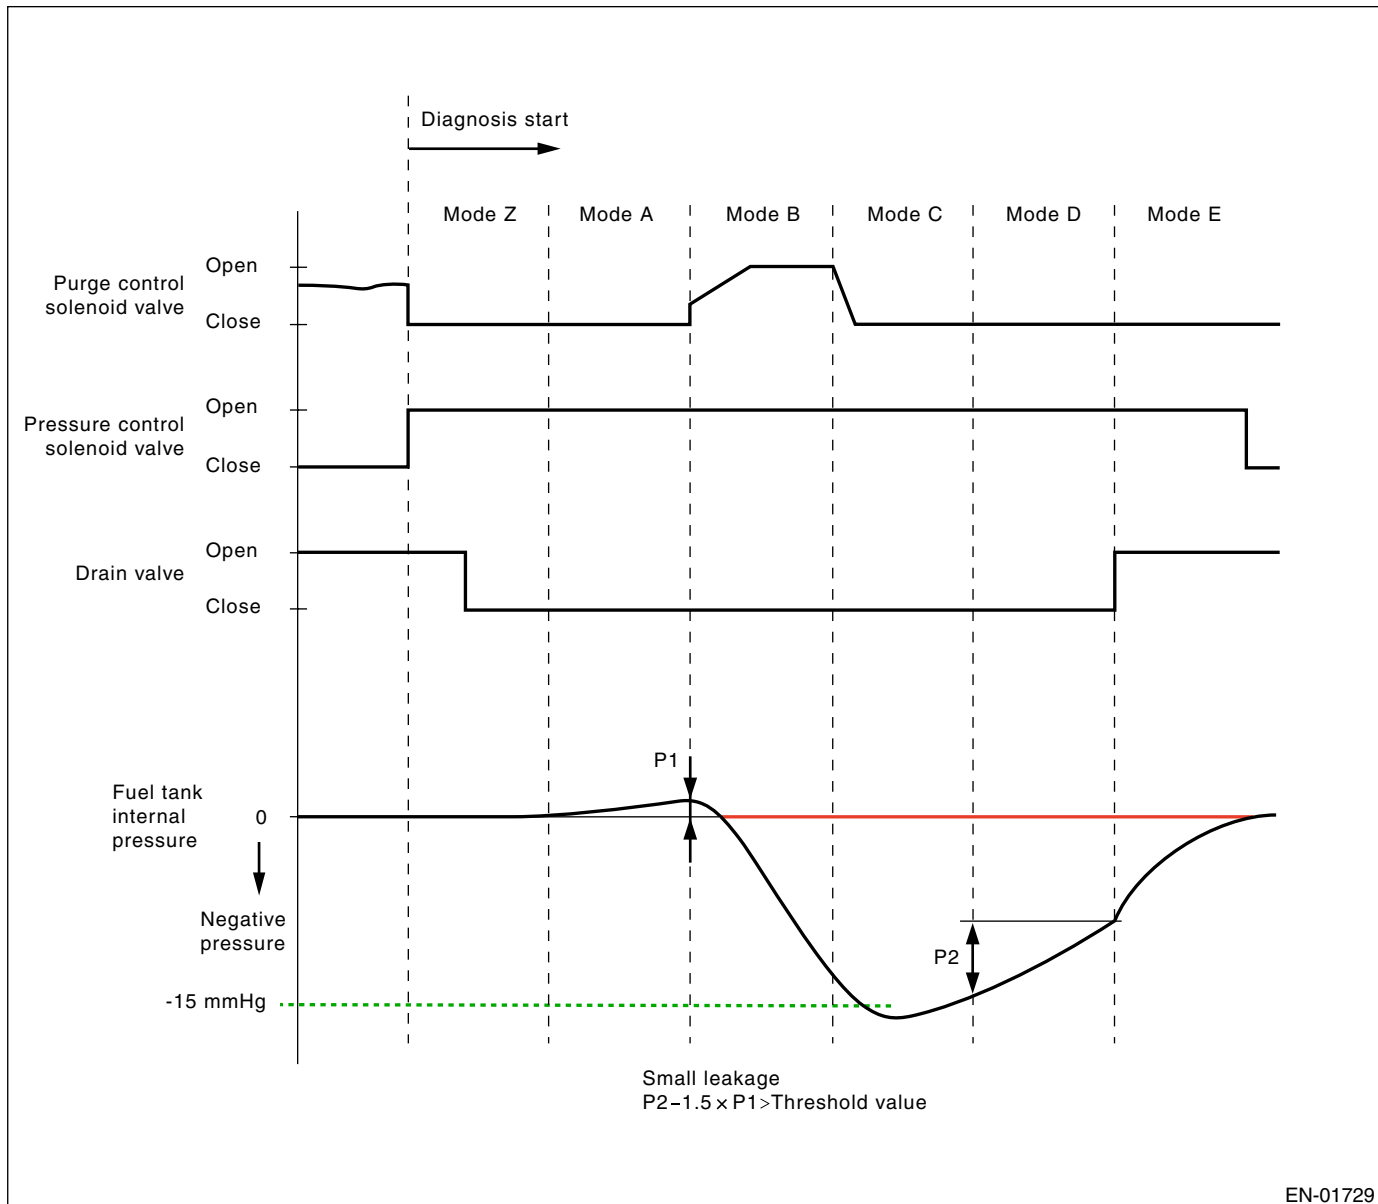 Diagnosis start
Mode Z
Mode A
Mode B
Mode C
Mode D
Mode E
Purge control
solenoid valve
Open
Close
Pressure control
solenoid valve
Open
Close
Drain valve
Open
Close
Fuel tank
internal
pressure
0
P1
Negative
pressure
P2
-15 mmHg
Small leakage
P2–1.5×P1>Threshold value
EN-01729